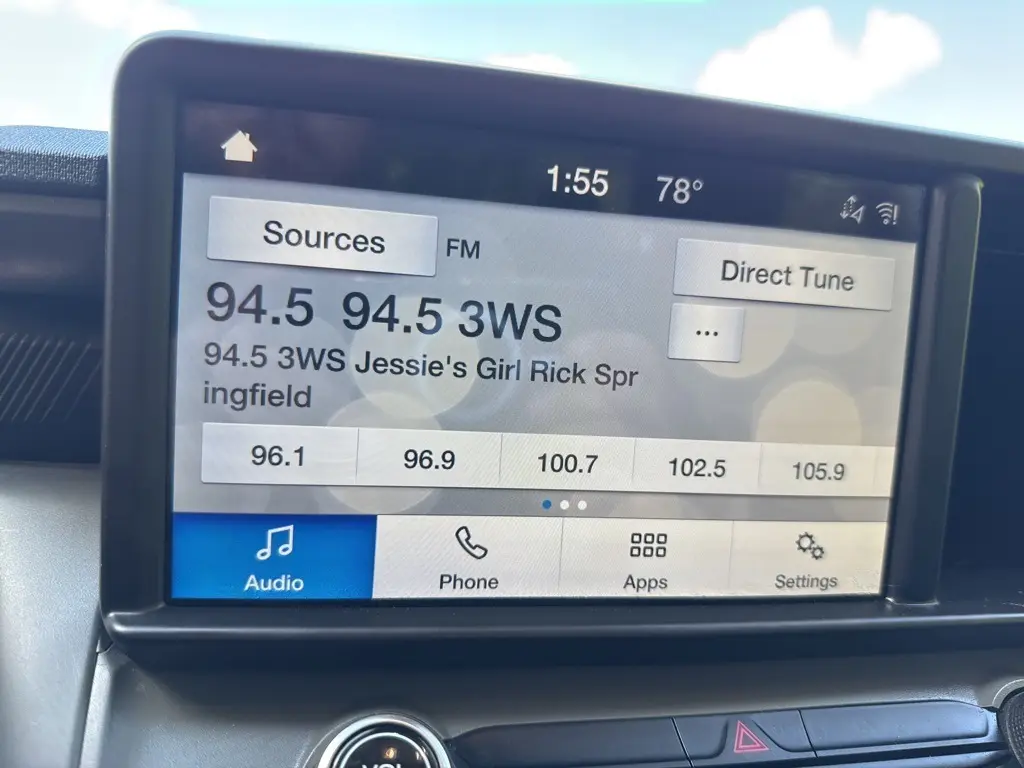 1:55 78°
Sources FM Direct Tune
94.5 94.5 3WS ...
94.5 3WS Jessie's Girl Rick Spr
ingfield
96.1 96.9 100.7 102.5 105.9
Audio Phone Apps Settings
VOL